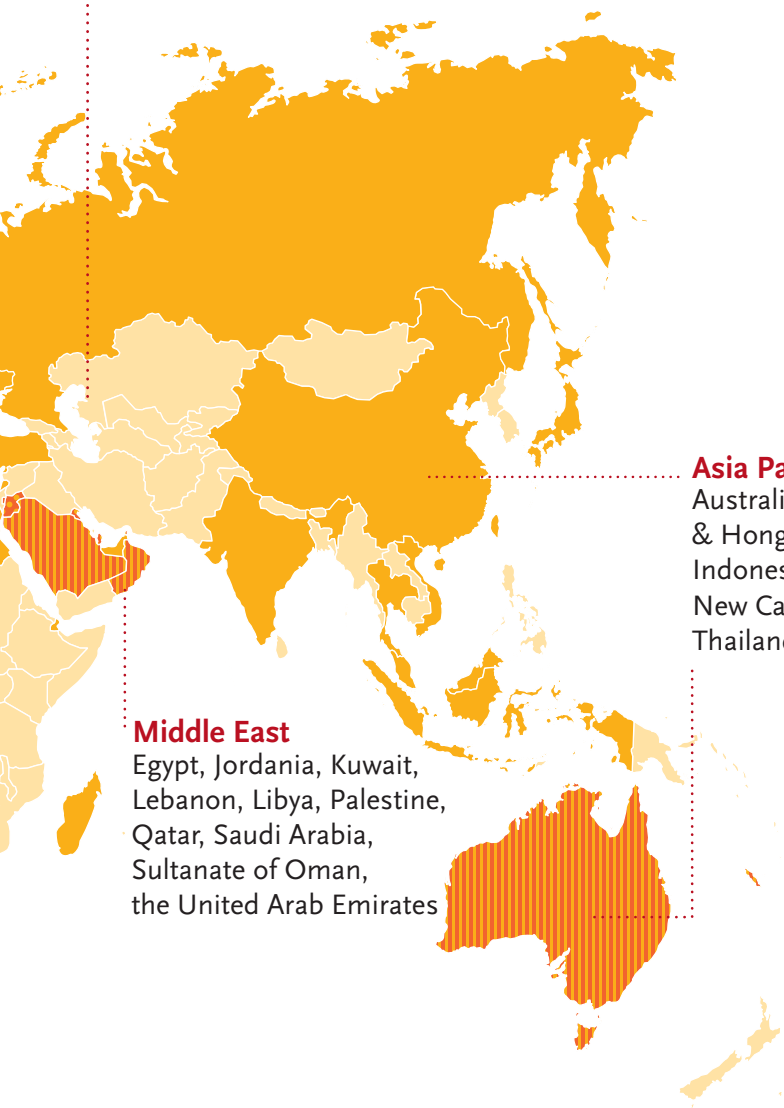 Asia Pa
Australi
& Hong
Indones
New Ca
Thailand
Middle East
Egypt, Jordania, Kuwait,
Lebanon, Libya, Palestine,
Qatar, Saudi Arabia,
Sultanate of Oman,
the United Arab Emirates